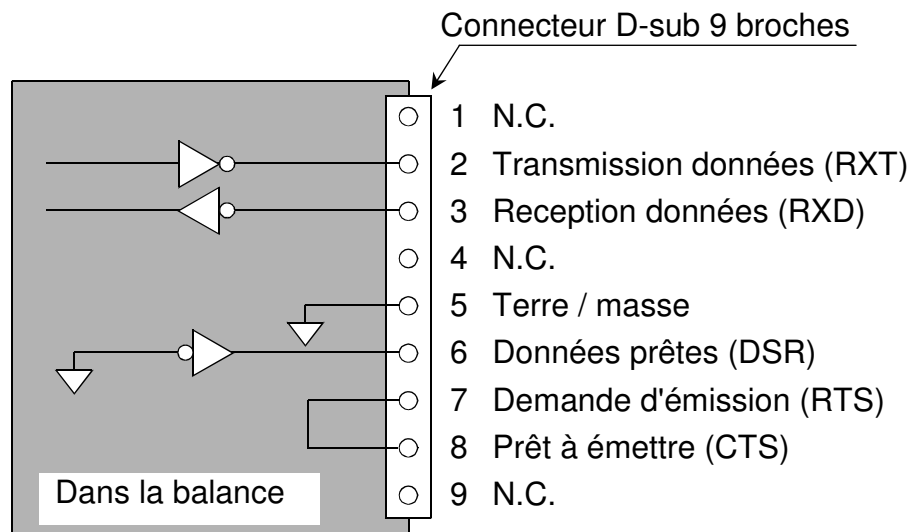 Connecteur D-sub 9 broches
1 N.C.
2 Transmission données (RXT)
3 Reception données (RXD)
4 N.C.
5 Terre / masse
6 Données prêtes (DSR)
7 Demande d'émission (RTS)
8 Prêt à émettre (CTS)
9 N.C.
Dans la balance